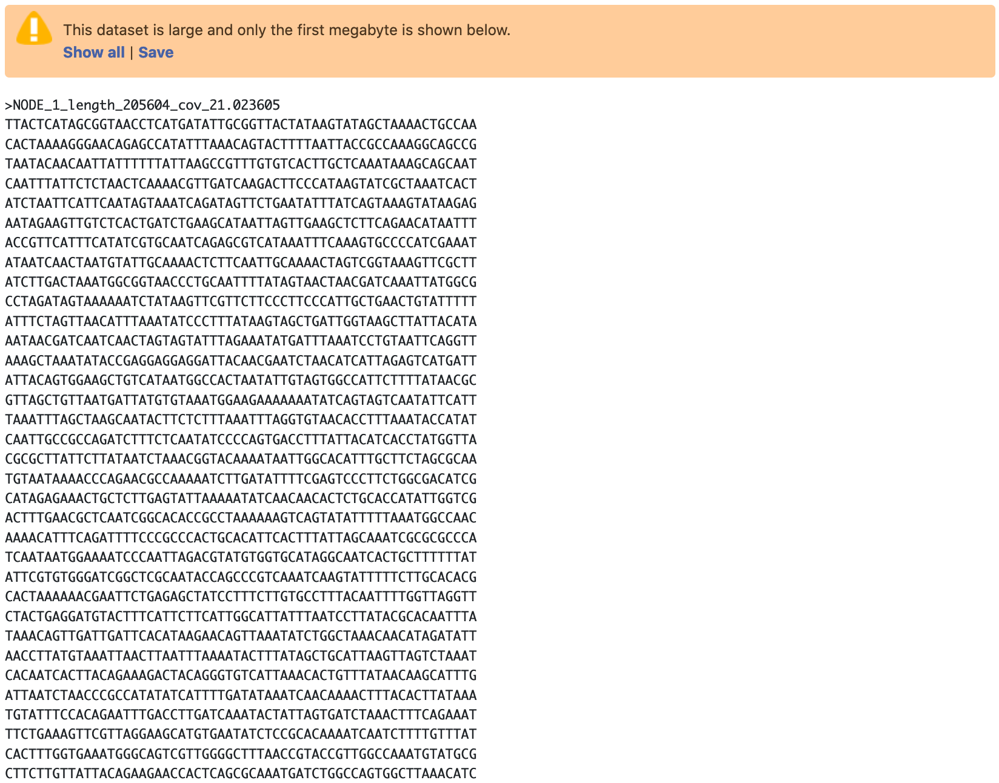 This dataset is large and only the first megabyte is shown below.
Show all | Save
>NODE_1_length_205604_cov_21.023605
TTACTCATAGCGGTAACCTCATGATATTGCGGTTACTATAAGTATAGCTAAAACTGCCAA
CACTAAAAGGGAACAGAGCCATATTTAAACAGTACTTTTAATTACCGCCAAAGGCAGCCG
TAATACAACAATTATTTTTTATTAAGCCGTTTGTGTCACTTGCTCAAATAAAGCAGCAAT
CAATTTATTCTCTAACTCAAAACGTTGATCAAGACTTCCCATAAGTATCGCTAAATCACT
ATCTAATTCATTCAATAGTAAATCAGATAGTTCTGAATATTTATCAGTAAAGTATAAGAG
AATAGAAGTTGTCTCACTGATCTGAAGCATAATTAGTTGAAGCTCTTCAGAACATAATTT
ACCGTTCATTTCATATCGTGCAATCAGAGCGTCATAAATTTCAAAGTGCCCCATCGAAAT
ATAATCAACTAATGTATTGCAAAACTCTTCAATTGCAAAACTAGTCGGTAAAGTTCGCTT
ATCTTGACTAAATGGCGGTAACCCTGCAATTTTATAGTAACTAACGATCAAATTATGGCG
CCTAGATAGTAAAAAATCTATAAGTTCGTTCTTCCCTTCCCATTGCTGAACTGTATTTTT
ATTTCTAGTTAACATTTAAATATCCCTTTATAAGTAGCTGATTGGTAAGCTTATTACATA
AATAACGATCAATCAACTAGTAGTATTTAGAAATATGATTTAAATCCTGTAATTCAGGTT
AAAGCTAAATATACCGAGGAGGAGGATTACAACGAATCTAACATCATTAGAGTCATGATT
ATTACAGTGGAAGCTGTCATAATGGCCACTAATATTGTAGTGGCCATTCTTTTATAACGC
GTTAGCTGTTAATGATTATGTGTAAATGGAAGAAAAAAATATCAGTAGTCAATATTCATT
TAAATTTAGCTAAGCAATACTTCTCTTTAAATTTAGGTGTAACACCTTTAAATACCATAT
CAATTGCCGCCAGATCTTTCTCAATATCCCCAGTGACCTTTATTACATCACCTATGGTTA
CGCGCTTATTCTTATAATCTAAACGGTACAAAATAATTGGCACATTTGCTTCTAGCGCAA
TGTAATAAAACCCAGAACGCCAAAAATCTTGATATTTTCGAGTCCCTTCTGGCGACATCG
CATAGAGAAACTGCTCTTGAGTATTAAAAATATCAACAACACTCTGCACCATATTGGTCG
ACTTTGAACGCTCAATCGGCACACCGCCTAAAAAAGTCAGTATATTTTTAAATGGCCAAC
AAAACATTTCAGATTTTCCCGCCCACTGCACATTCACTTTATTAGCAAATCGCGCGCCCA
TCAATAATGGAAAATCCCAATTAGACGTATGTGGTGCATAGGCAATCACTGCTTTTTTAT
ATTCGTGTGGGATCGGCTCGCAATACCAGCCCGTCAAATCAAGTATTTTTCTTGCACACG
CACTAAAAAACGAATTCTGAGAGCTATCCTTTCTTGTGCCTTTACAATTTTGGTTAGGTT
CTACTGAGGATGTACTTTCATTCTTCATTGGCATTATTTAATCCTTATACGCACAATTTA
TAAACAGTTGATTGATTCACATAAGAACAGTTAAATATCTGGCTAAACAACATAGATATT
AACCTTATGTAAATTAACTTAATTTAAAATACTTTATAGCTGCATTAAGTTAGTCTAAAT
CACAATCACTTACAGAAAGACTACAGGGTGTCATTAAACACTGTTTATAACAAGCATTTG
ATTAATCTAACCCGCCATATATCATTTTGATATAAATCAACAAAACTTTACACTTATAAA
TGTATTTCCACAGAATTTGACCTTGATCAAATACTATTAGTGATCTAAACTTTCAGAAAT
TTCTGAAAGTTCGTTAGGAAGCATGTGAATATCTCCGCACAAAATCAATCTTTTGTTTAT
CACTTTGGTGAAATGGGCAGTCGTTGGGGCTTTAACCGTACCGTTGGCCAAATGTATGCG
CTTCTTGTTATTACAGAAGAACCACTCAGCGCAAATGATCTGGCCAGTGGCTTAAACATC